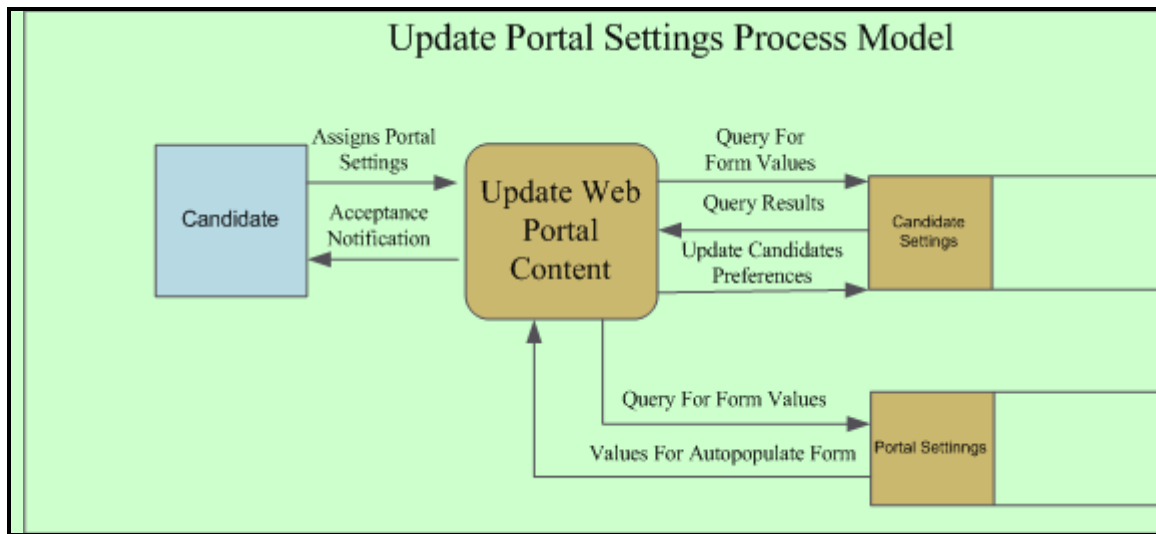 Update Portal Settings Process Model
Assigns Portal
Settings
Acceptance
Notification
Candidate
Update Web
Portal
Content
Query For
Form Values
Query Results
Update Candidates
Preferences
Candidate
Settings
Query For Form Values
Values For Autopopulate Form
Portal Settinngs